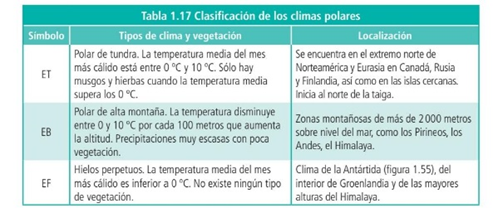 Tabla 1.17 Clasificación de los climas polares
Símbolo Tipos de clima y vegetación Localización
ET
Polar de tundra. La temperatura media del mes
más cálido está entre 0 ºC y 10 ºC. Sólo hay
musgos y hierbas cuando la temperatura media
supera los 0 ºC.
Se encuentra en el extremo norte de
Norteamérica y Eurasia en Canadá, Rusia
y Finlandia, así como en las islas cercanas.
Inicia al norte de la taiga.
EB
Polar de alta montaña. La temperatura disminuye
entre 0 y 10 ºC por cada 100 metros que aumenta
la altitud. Precipitaciones muy escasas con poca
vegetación.
Zonas montañosas de más de 2 000 metros
sobre nivel del mar, como los Pirineos, los
Andes, el Himalaya.
EF
Hielos perpetuos. La temperatura media del mes
más cálido es inferior a 0 ºC. No existe ningún tipo
de vegetación.
Clima de la Antártida (figura 1.55), del
interior de Groenlandia y de las mayores
alturas del Himalaya.